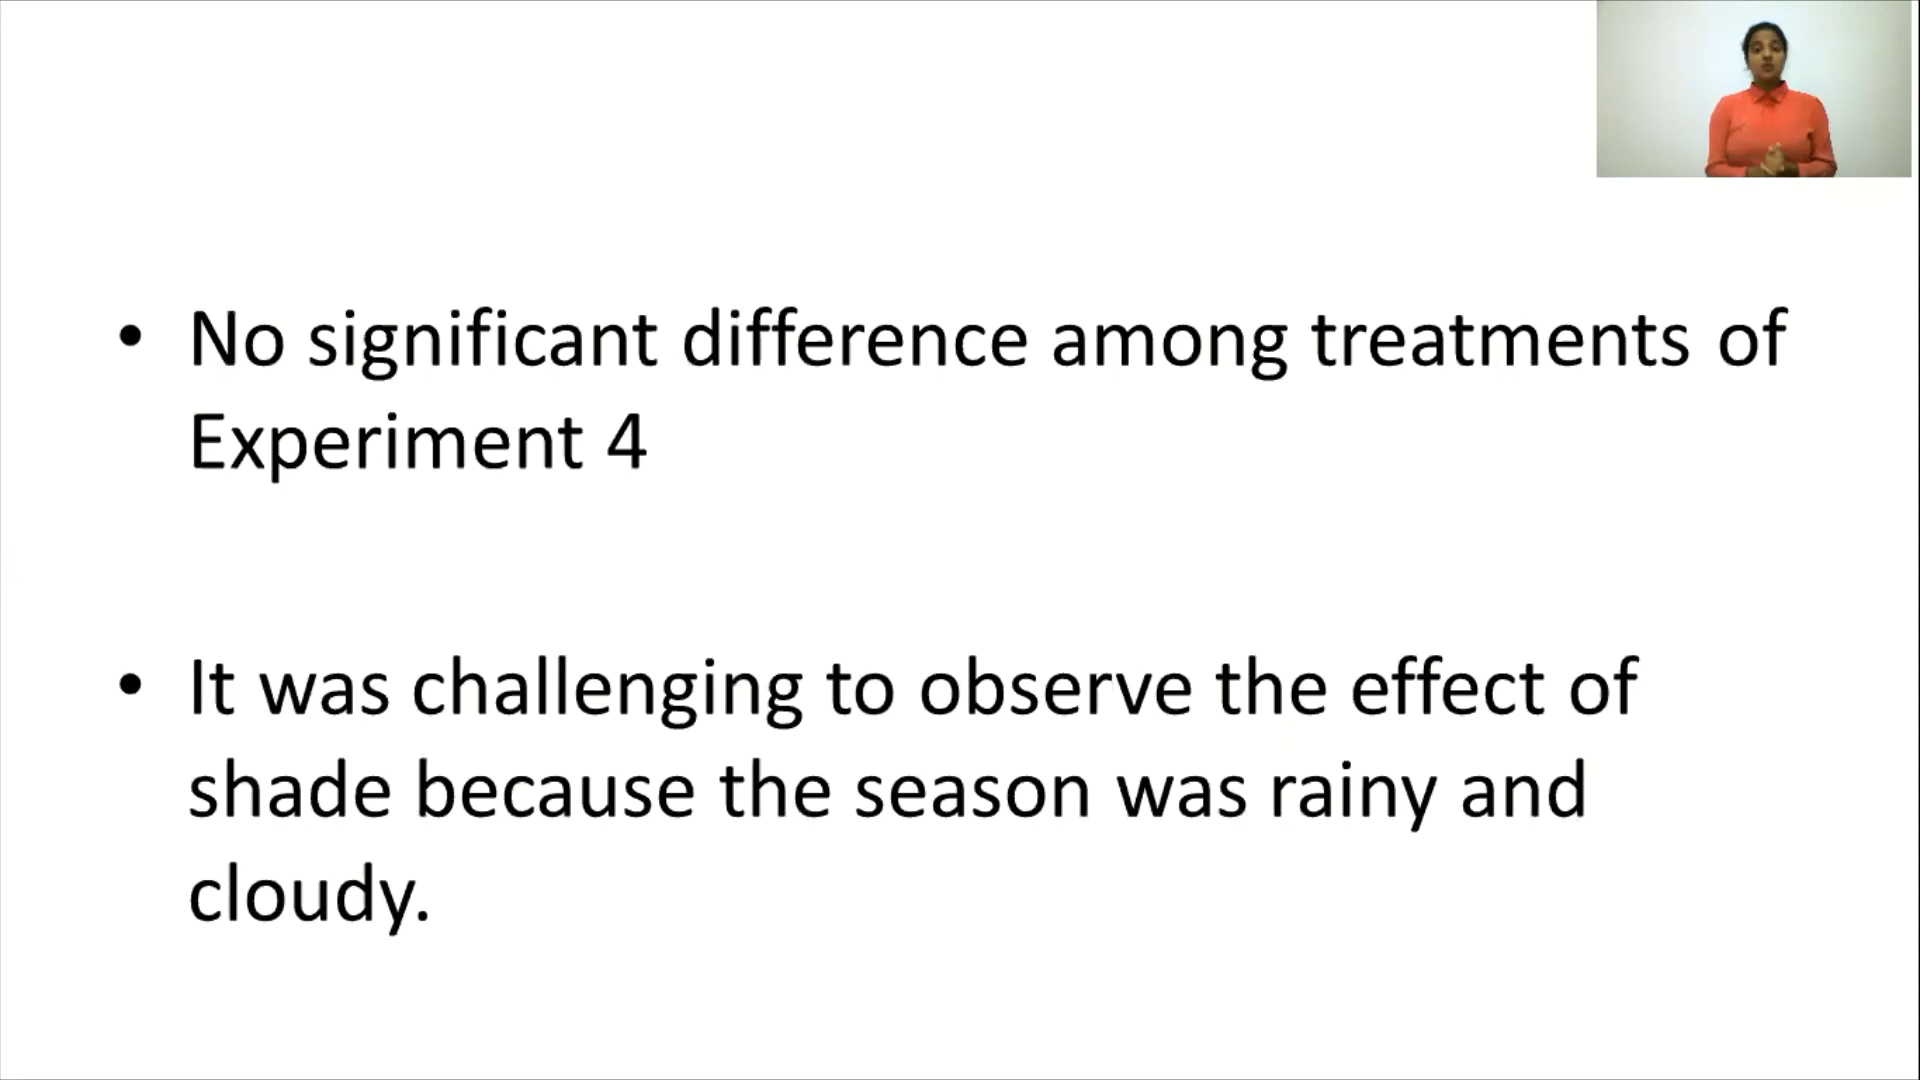 • No significant difference among treatments of
Experiment 4
• It was challenging to observe the effect of
shade because the season was rainy and
cloudy.